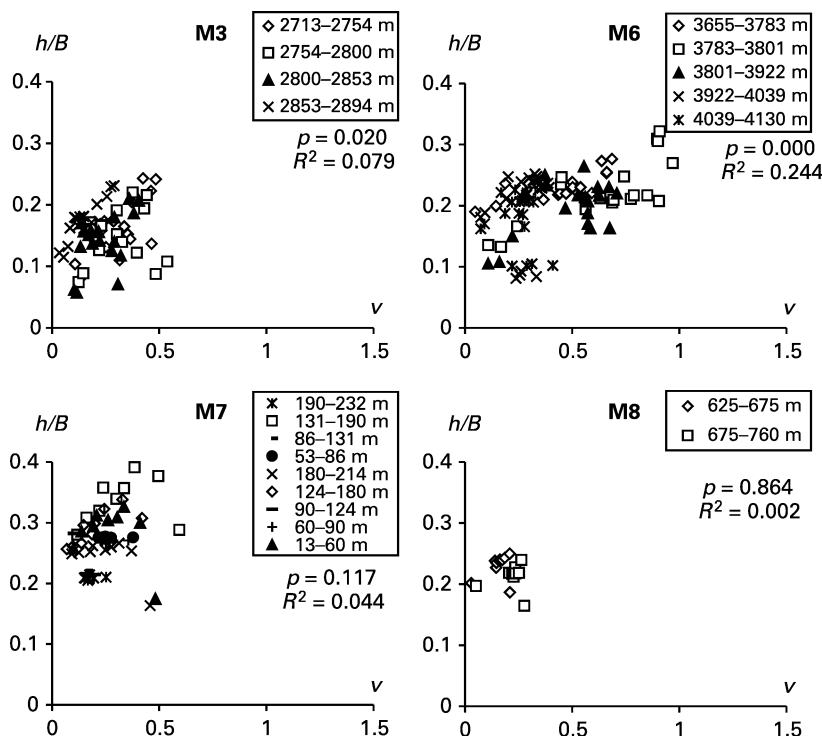 M3
h/B
2713–2754 m
2754–2800 m
2800–2853 m
2853–2894 m
p = 0.020
R² = 0.079
0.4
0.3
0.2
0.1
0
v
0.5
1
1.5
M6
h/B
3655–3783 m
3783–3801 m
3801–3922 m
3922–4039 m
4039–4130 m
p = 0.000
R² = 0.244
0.4
0.3
0.2
0.1
0
v
0.5
1
1.5
M7
h/B
190–232 m
131–190 m
86–131 m
53–86 m
180–214 m
124–180 m
90–124 m
60–90 m
13–60 m
p = 0.117
R² = 0.044
0.4
0.3
0.2
0.1
0
v
0
0.5
1
1.5
M8
h/B
625–675 m
675–760 m
p = 0.864
R² = 0.002
0.4
0.3
0.2
0.1
0
v
0
0.5
1
1.5